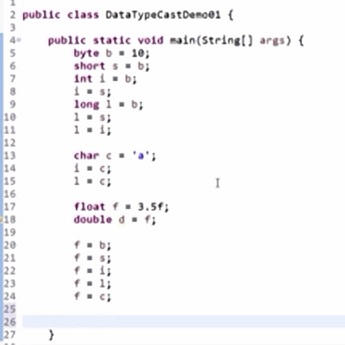 1
2 public class DataTypeCastDemo01 {
3
4 public static void main(String[] args) {
5 byte b = 10;
6 short s = b;
7 int i = b;
8 i = s;
9 long l = b;
10 l = s;
11 l = i;
12
13 char c = 'a';
14 i = c;
15 l = c;
16
17 float f = 3.5f;
18 double d = f;
19
20 f = b;
21 f = s;
22 f = i;
23 f = l;
24 f = c;
25
26
27 }